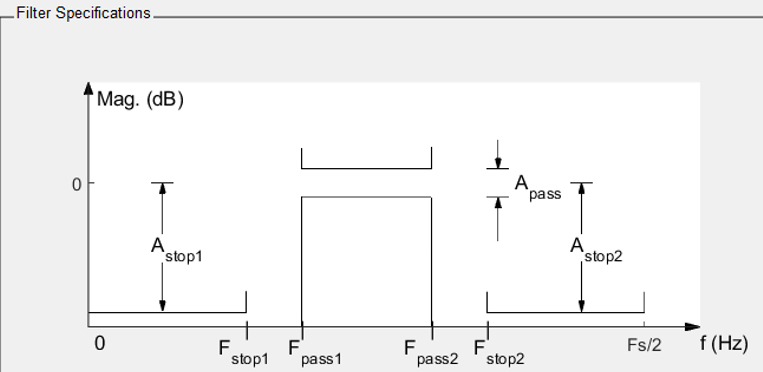 Filter Specifications
Mag. (dB)
0
A pass
A stop1
A stop2
0
F stop1
F pass1
F pass2
F stop2
Fs/2
f (Hz)